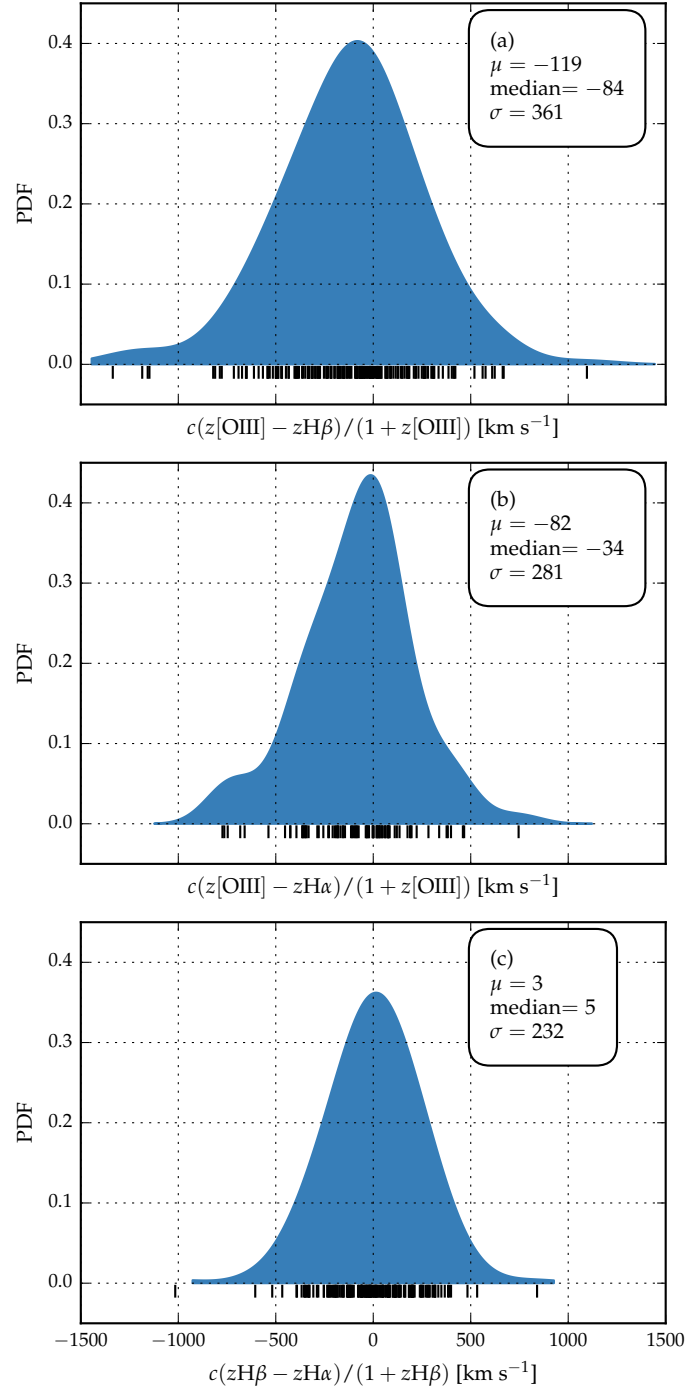 (a)
μ = −119
median= −84
σ = 361
0.4
0.3
0.2
0.1
0.0
PDF
c(z[OIII] − zHβ)/(1 + z[OIII]) [km s⁻¹]
(b)
μ = −82
median= −34
σ = 281
0.4
0.3
0.2
0.1
0.0
PDF
c(z[OIII] − zHα)/(1 + z[OIII]) [km s⁻¹]
(c)
μ = 3
median= 5
σ = 232
0.4
0.3
0.2
0.1
0.0
PDF
−1500 −1000 −500 0 500 1000 1500
c(zHβ − zHα)/(1 + zHβ) [km s⁻¹]